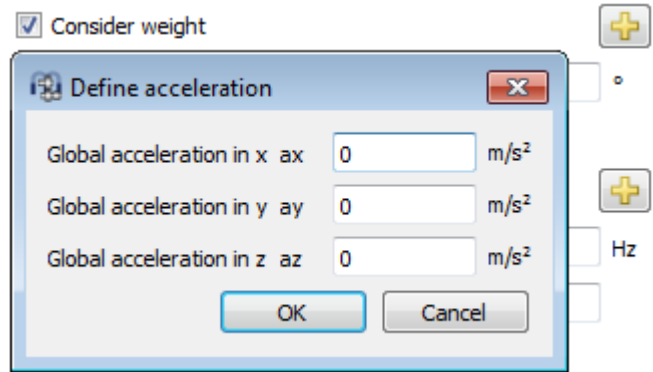 Consider weight
Define acceleration
°
Global acceleration in x ax 0 m/s²
Global acceleration in y ay 0 m/s²
Global acceleration in z az 0 m/s²
Hz
OK Cancel